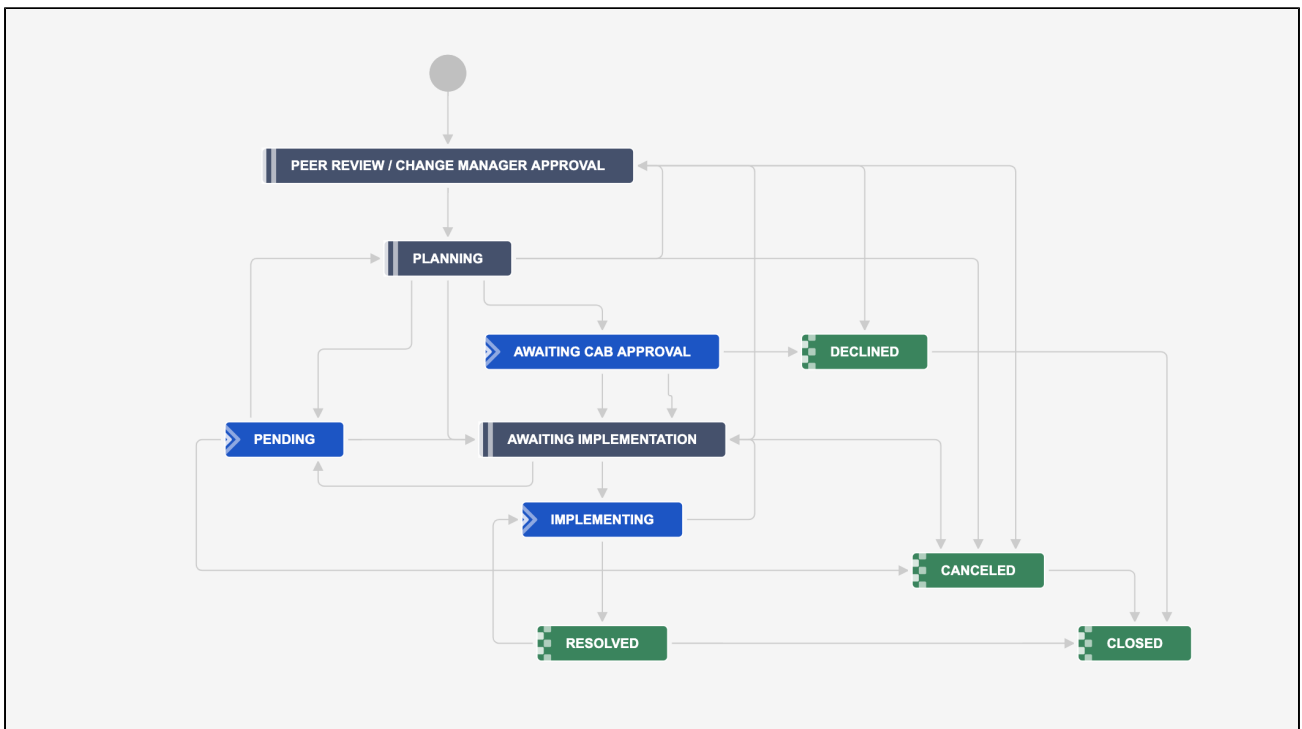 PEER REVIEW / CHANGE MANAGER APPROVAL
PLANNING
AWAITING CAB APPROVAL
DECLINED
PENDING
AWAITING IMPLEMENTATION
IMPLEMENTING
CANCELED
RESOLVED
CLOSED